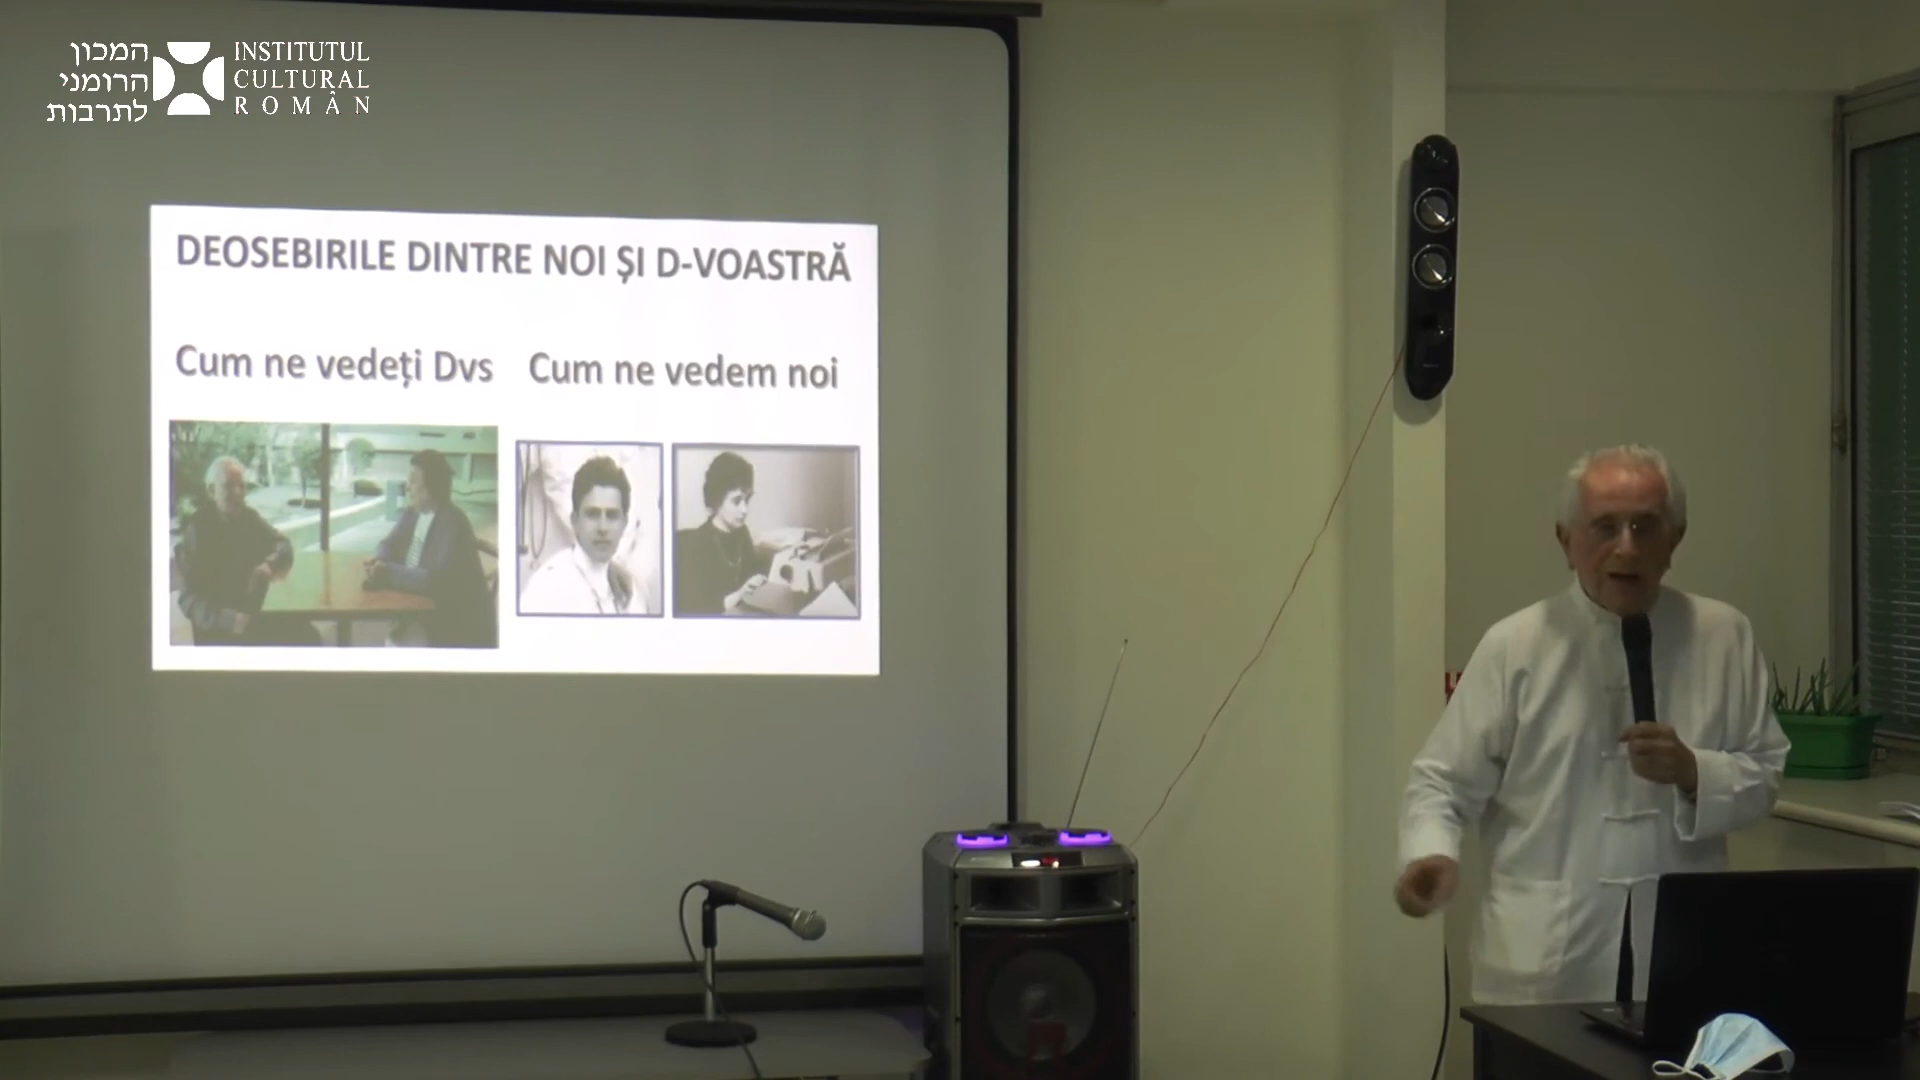 המכון
הרומני
לתרבות
INSTITUTUL
CULTURAL
ROMÂN
DEOSEBIRILE DINTRE NOI ȘI D-VOASTRĂ
Cum ne vedeți Dvs
Cum ne vedem noi